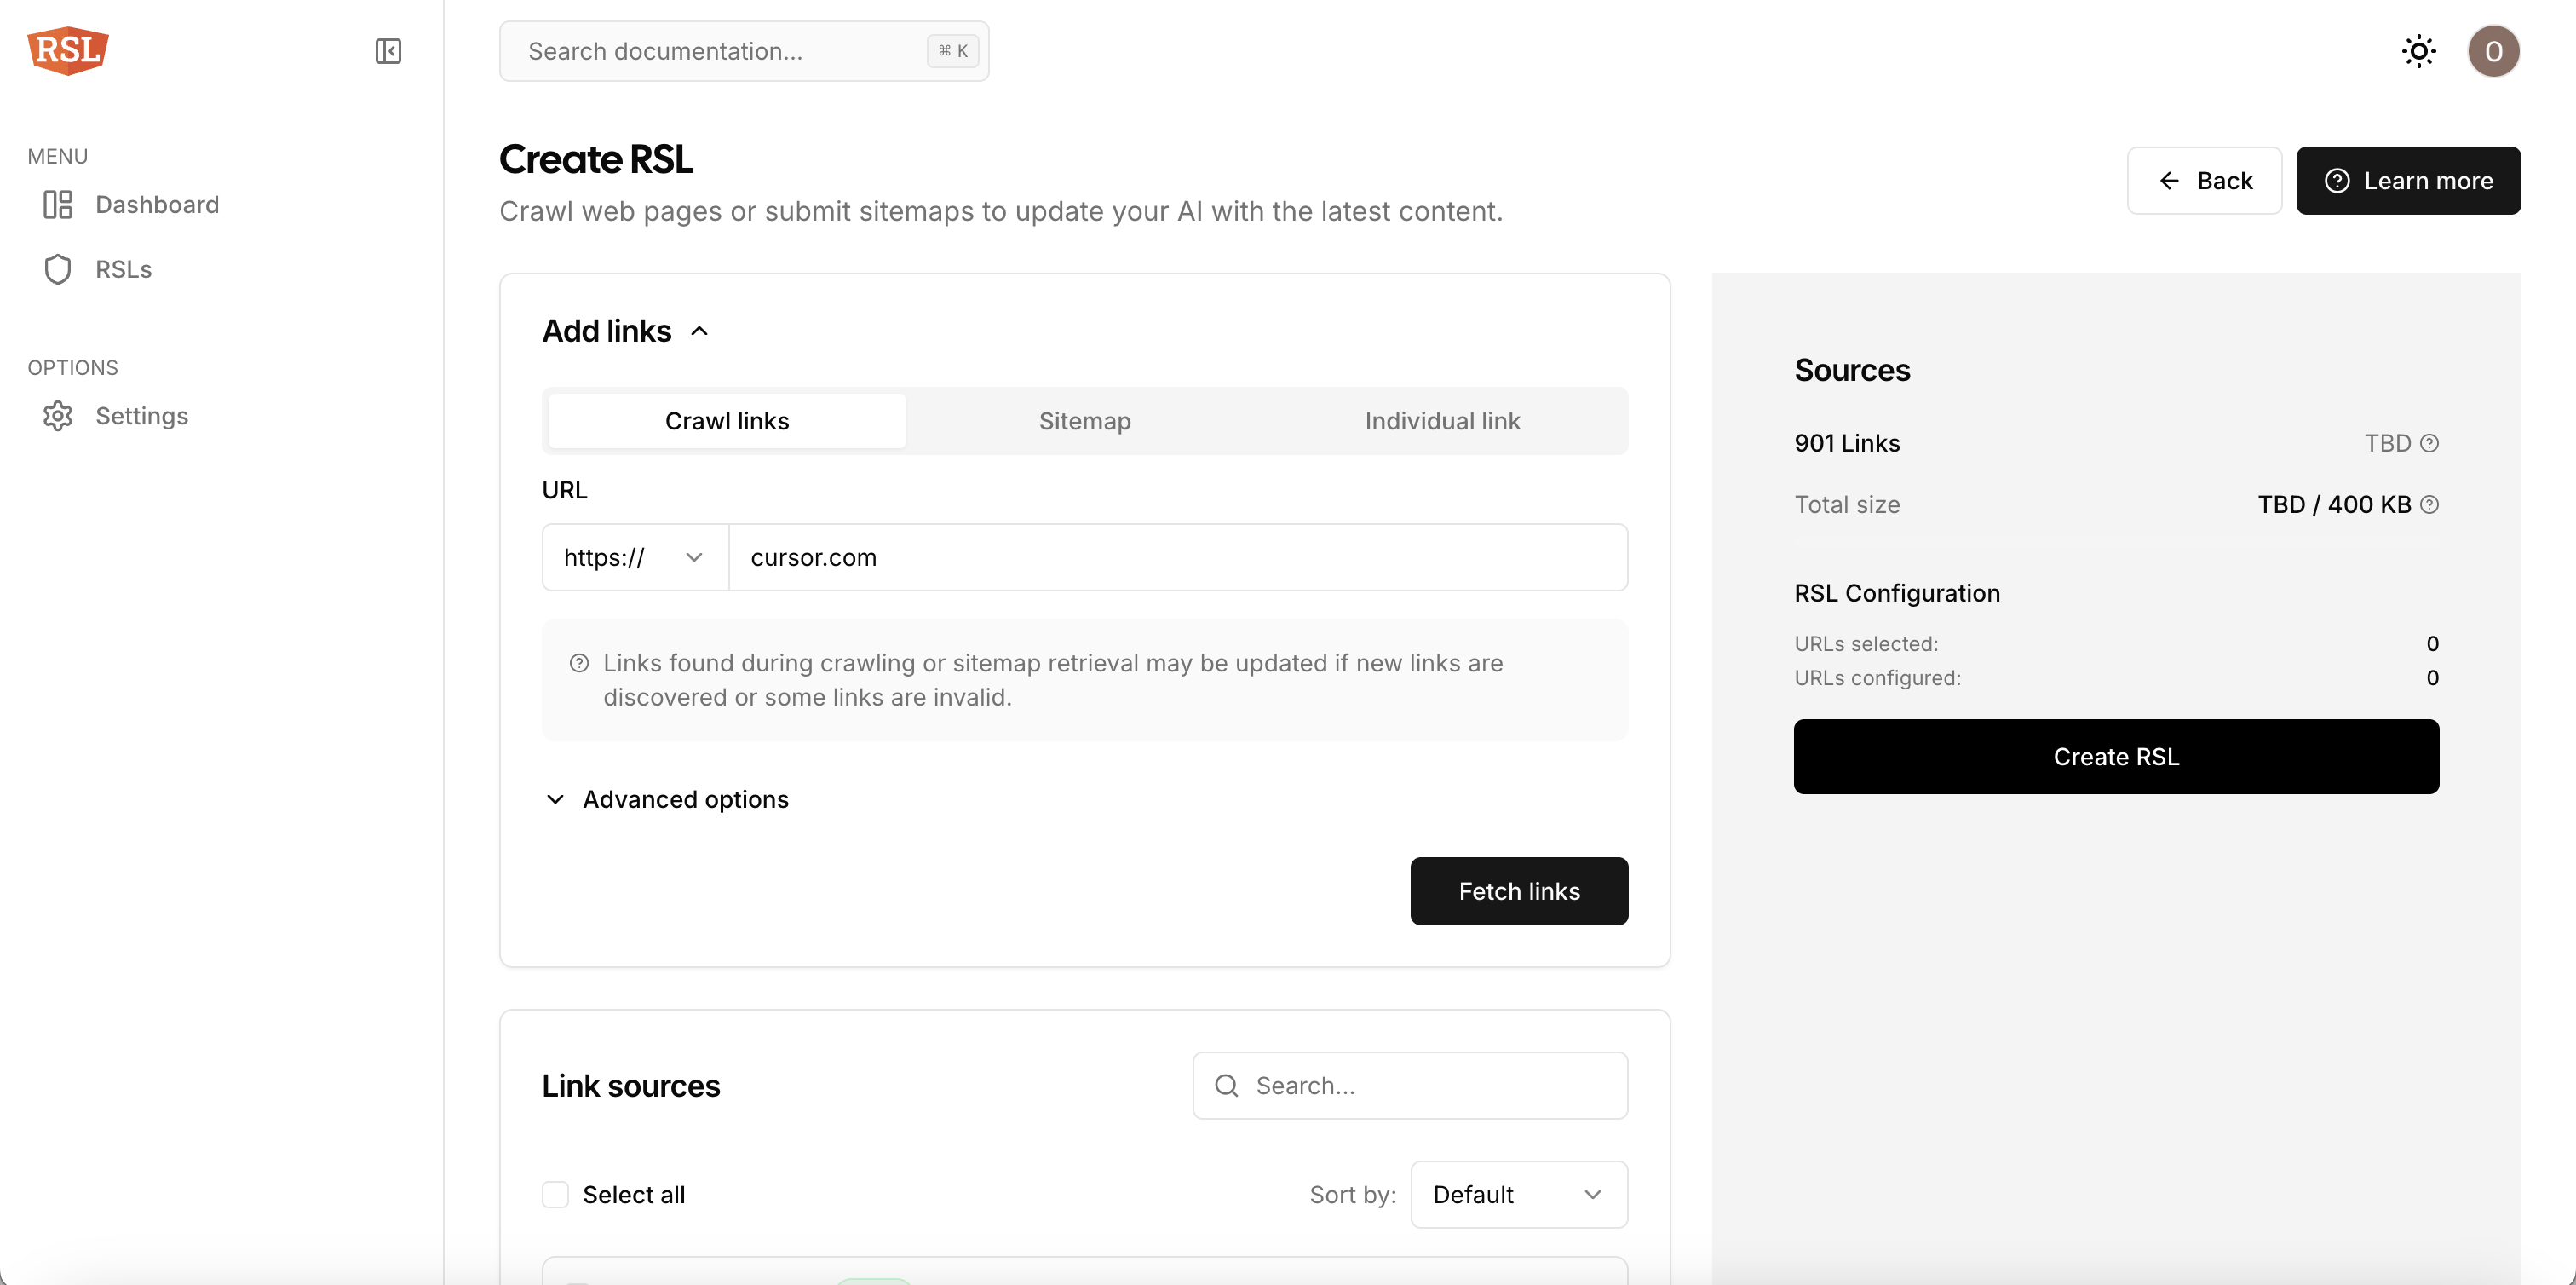 RSL
Search documentation...
⌘ K
O
MENU
Dashboard
RSLs
OPTIONS
Settings
Create RSL
Crawl web pages or submit sitemaps to update your AI with the latest content.
Back
Learn more
Add links
Crawl links
Sitemap
Individual link
URL
https://
cursor.com
Links found during crawling or sitemap retrieval may be updated if new links are
discovered or some links are invalid.
Advanced options
Fetch links
Link sources
Search...
Select all
Sort by:
Default
Sources
901 Links
TBD
Total size
TBD / 400 KB
RSL Configuration
URLs selected:
0
URLs configured:
0
Create RSL